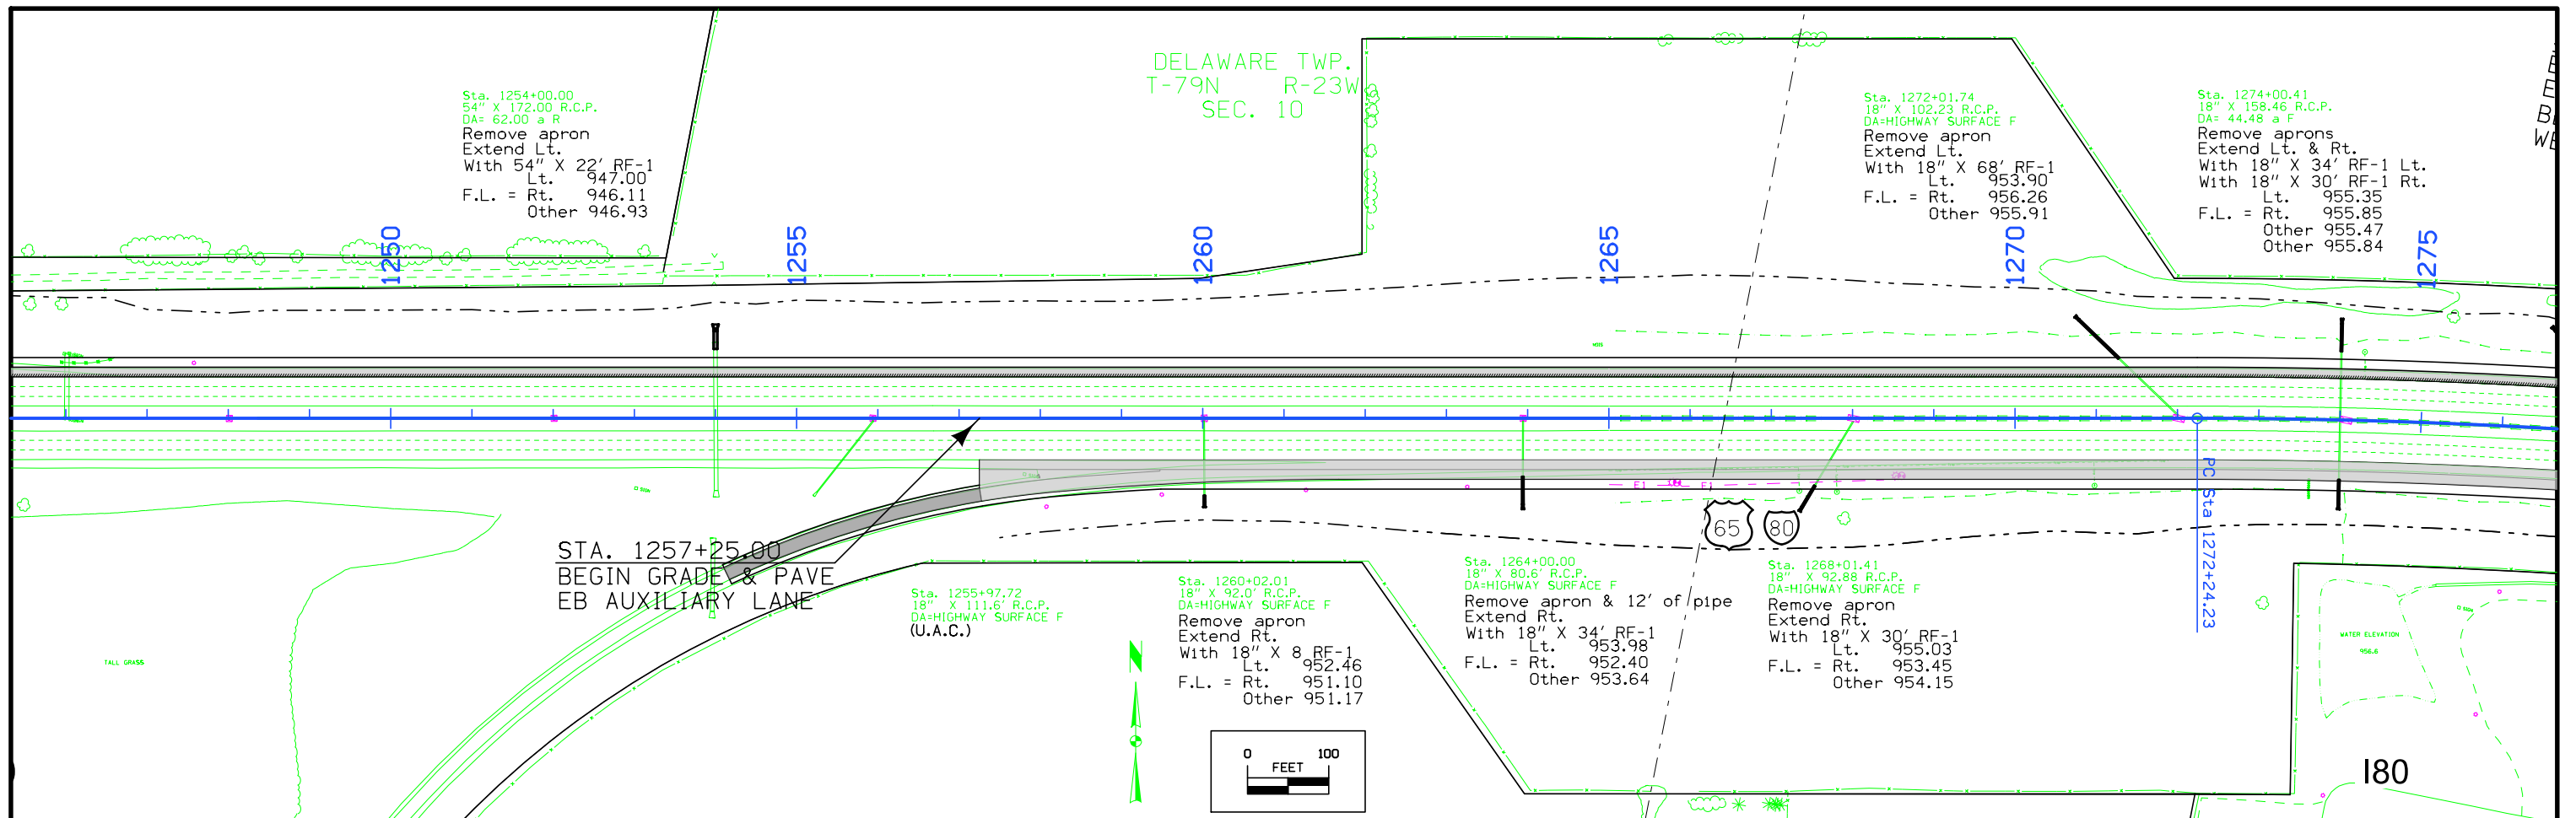 DELAWARE TWP.
T-79N R-23W
SEC. 10
Sta. 1254+00.00
54" X 172.00 R.C.P.
DA= 62.00 a R
Remove apron
Extend Lt.
With 54" X 22' RF-1
Lt. 947.00
F.L. = Rt. 946.11
Other 946.93
Sta. 1272+01.74
18" X 102.23 R.C.P.
DA=HIGHWAY SURFACE F
Remove apron
Extend Lt.
With 18" X 68' RF-1
Lt. 953.90
F.L. = Rt. 956.26
Other 955.91
Sta. 1274+00.41
18" X 158.46 R.C.P.
DA= 44.48 a F
Remove aprons
Extend Lt. & Rt.
With 18" X 34' RF-1 Lt.
With 18" X 30' RF-1 Rt.
Lt. 955.35
F.L. = Rt. 955.85
Other 955.47
Other 955.84
1250
1255
1260
1265
1270
1275
PC Sta 1272+24.23
65
80
STA. 1257+25.00
BEGIN GRADE & PAVE
EB AUXILIARY LANE
Sta. 1255+97.72
18" X 111.6' R.C.P.
DA=HIGHWAY SURFACE F
(U.A.C.)
Sta. 1260+02.01
18" X 92.0' R.C.P.
DA=HIGHWAY SURFACE F
Remove apron
Extend Rt.
With 18" X 8 RF-1
Lt. 952.46
F.L. = Rt. 951.10
Other 951.17
Sta. 1264+00.00
18" X 80.6' R.C.P.
DA=HIGHWAY SURFACE F
Remove apron & 12' of pipe
Extend Rt.
With 18" X 34' RF-1
Lt. 953.98
F.L. = Rt. 952.40
Other 953.64
Sta. 1268+01.41
18" X 92.88 R.C.P.
DA=HIGHWAY SURFACE F
Remove apron
Extend Rt.
With 18" X 30' RF-1
Lt. 955.03
F.L. = Rt. 953.45
Other 954.15
TALL GRASS
WATER ELEVATION
956.6
N
0 100
FEET
I80